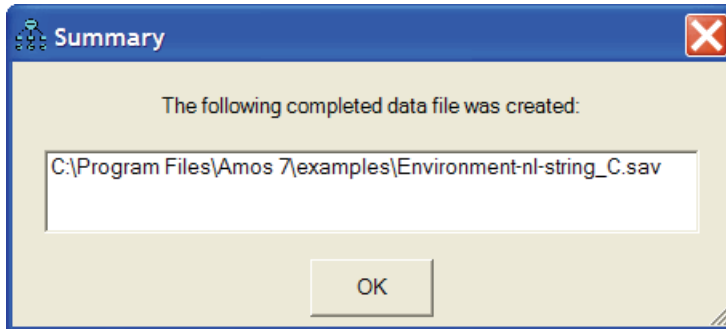 Summary
The following completed data file was created:
C:\Program Files\Amos 7\examples\Environment-nl-string_C.sav
OK